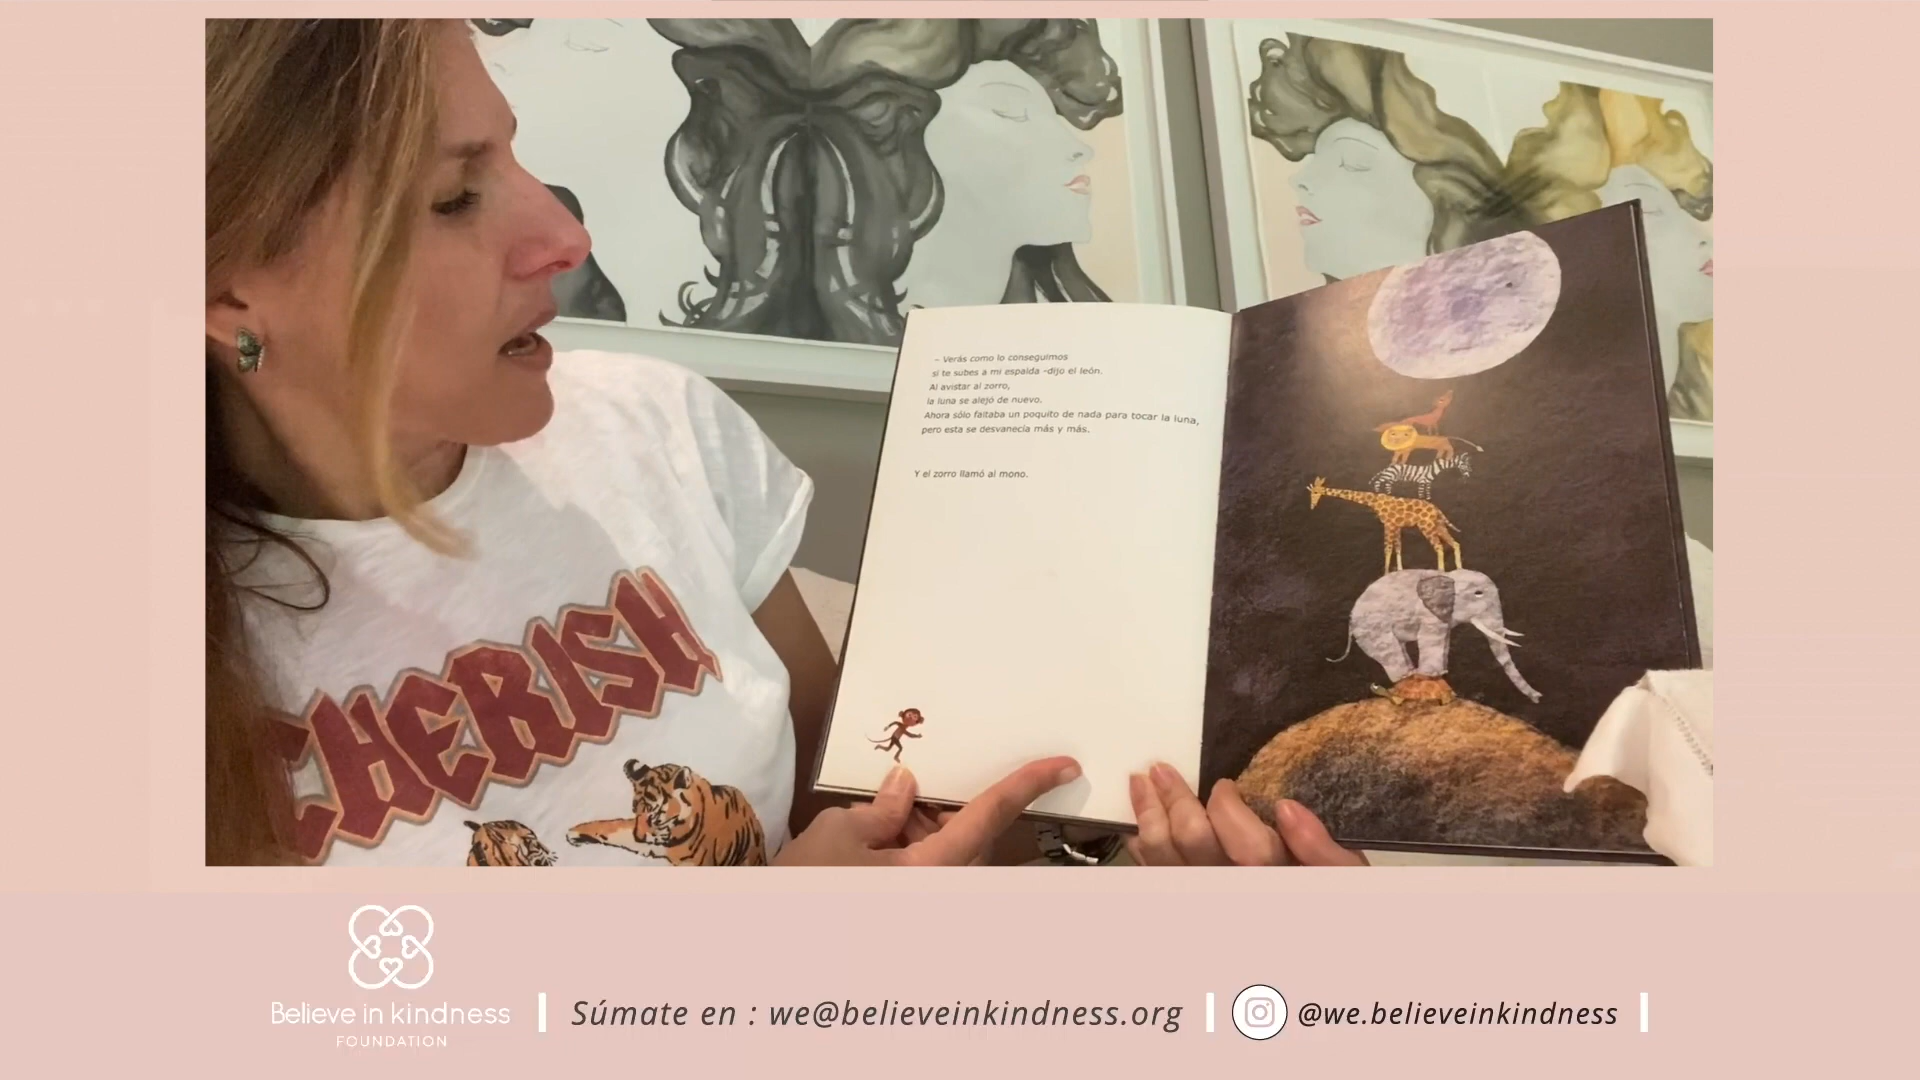 – Verás como lo conseguimos
si te subes a mi espalda -dijo el león.
Al avistar al zorro,
la luna se alejó de nuevo.
Ahora sólo faltaba un poquito de nada para tocar la luna,
pero esta se desvanecía más y más.
Y el zorro llamó al mono.
CHERISH
Believe in kindness
FOUNDATION
Súmate en : we@believeinkindness.org
@we.believeinkindness